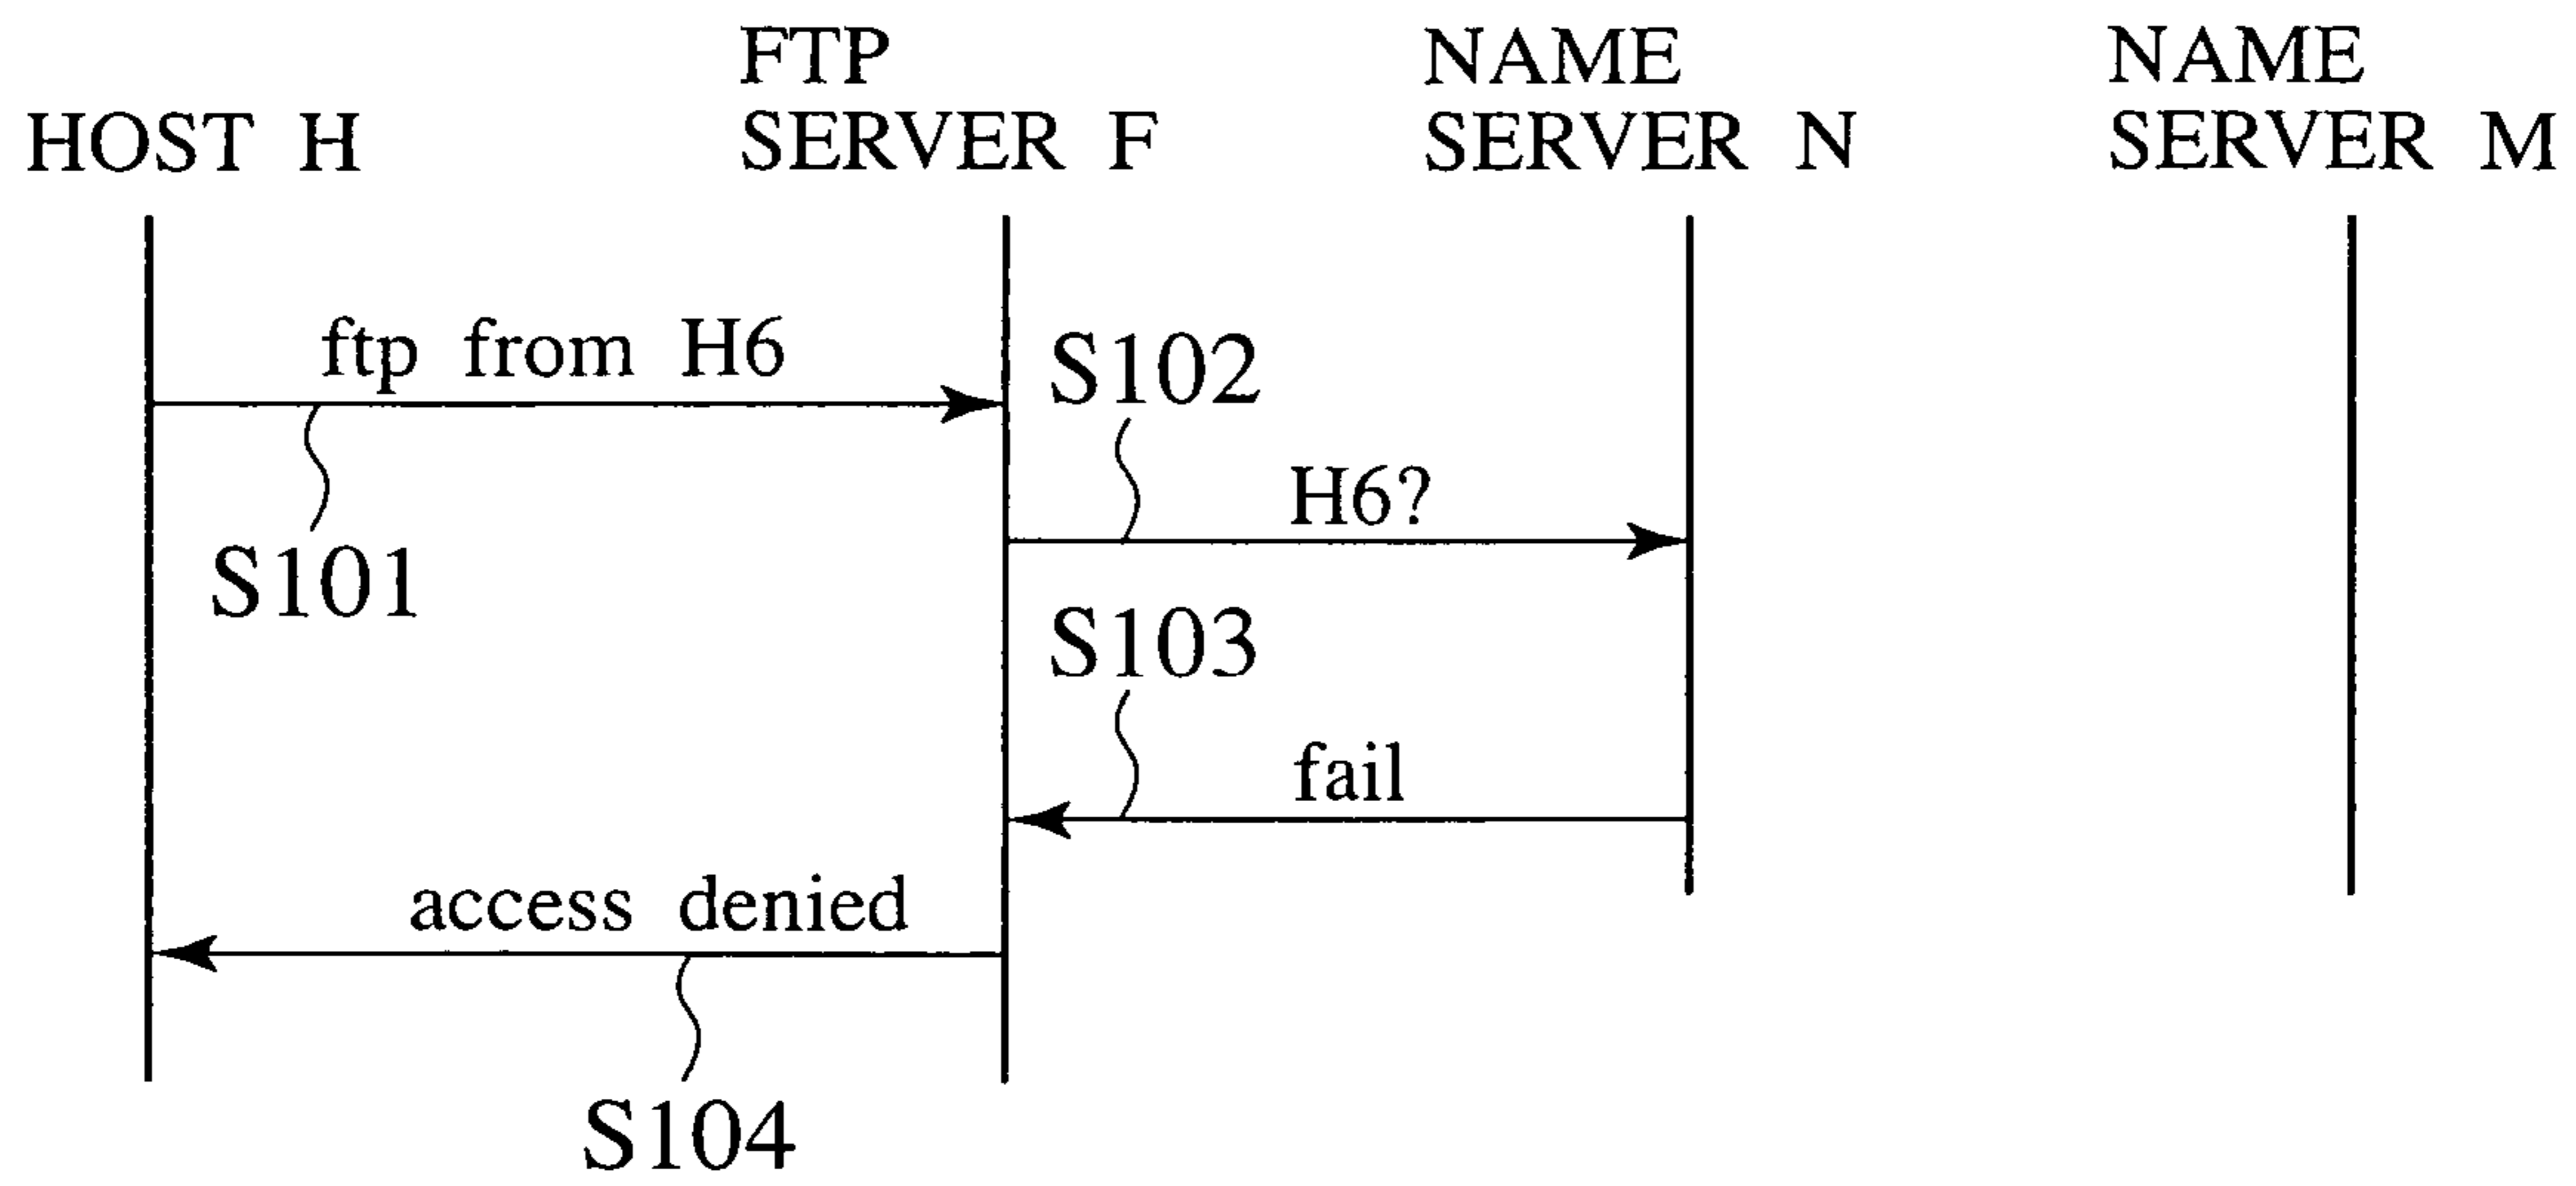 HOST H
FTP
SERVER F
NAME
SERVER N
NAME
SERVER M
ftp from H6
S101
S102
H6?
S103
fail
access denied
S104